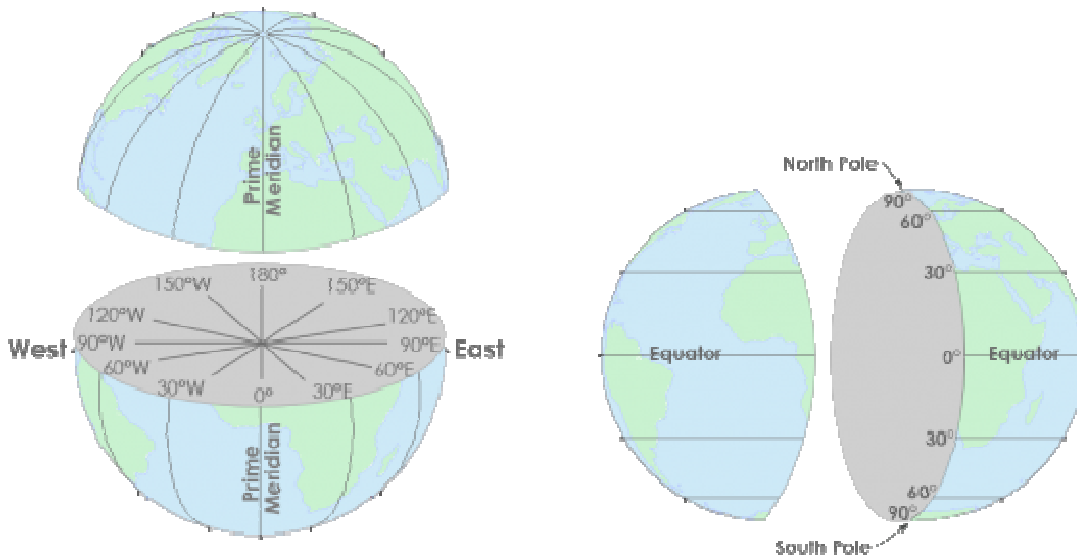 Prime
Meridian
180°
150°W
150°E
120°W
120°E
West
90°W
90°E
East
60°W
60°E
30°W
0°
30°E
Prime
Meridian
North Pole
90°
60°
30°
Equator
0°
Equator
30°
60°
90°
South Pole